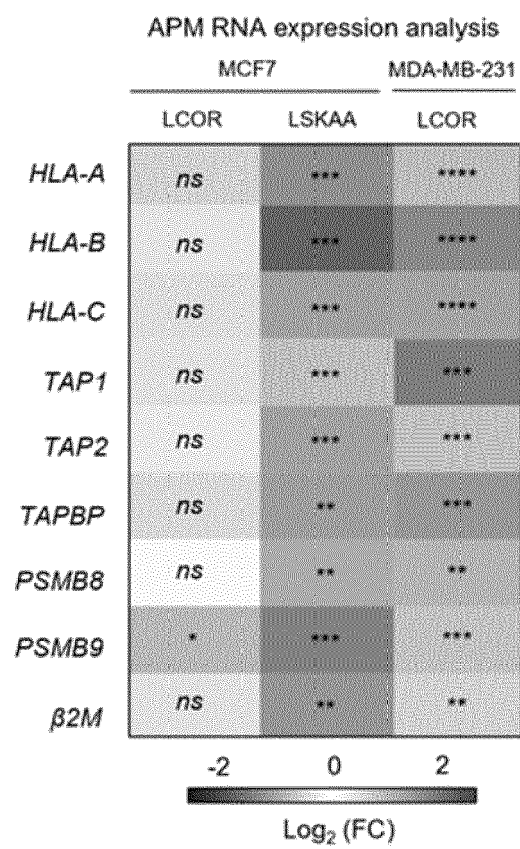 APM RNA expression analysis
MCF7 MDA-MB-231
LCOR LSKAA LCOR
HLA-A ns *** ****
HLA-B ns *** ****
HLA-C ns *** ****
TAP1 ns *** ***
TAP2 ns *** ***
TAPBP ns ** ***
PSMB8 ns ** **
PSMB9 * *** ***
β2M ns ** **
-2 0 2
Log₂ (FC)